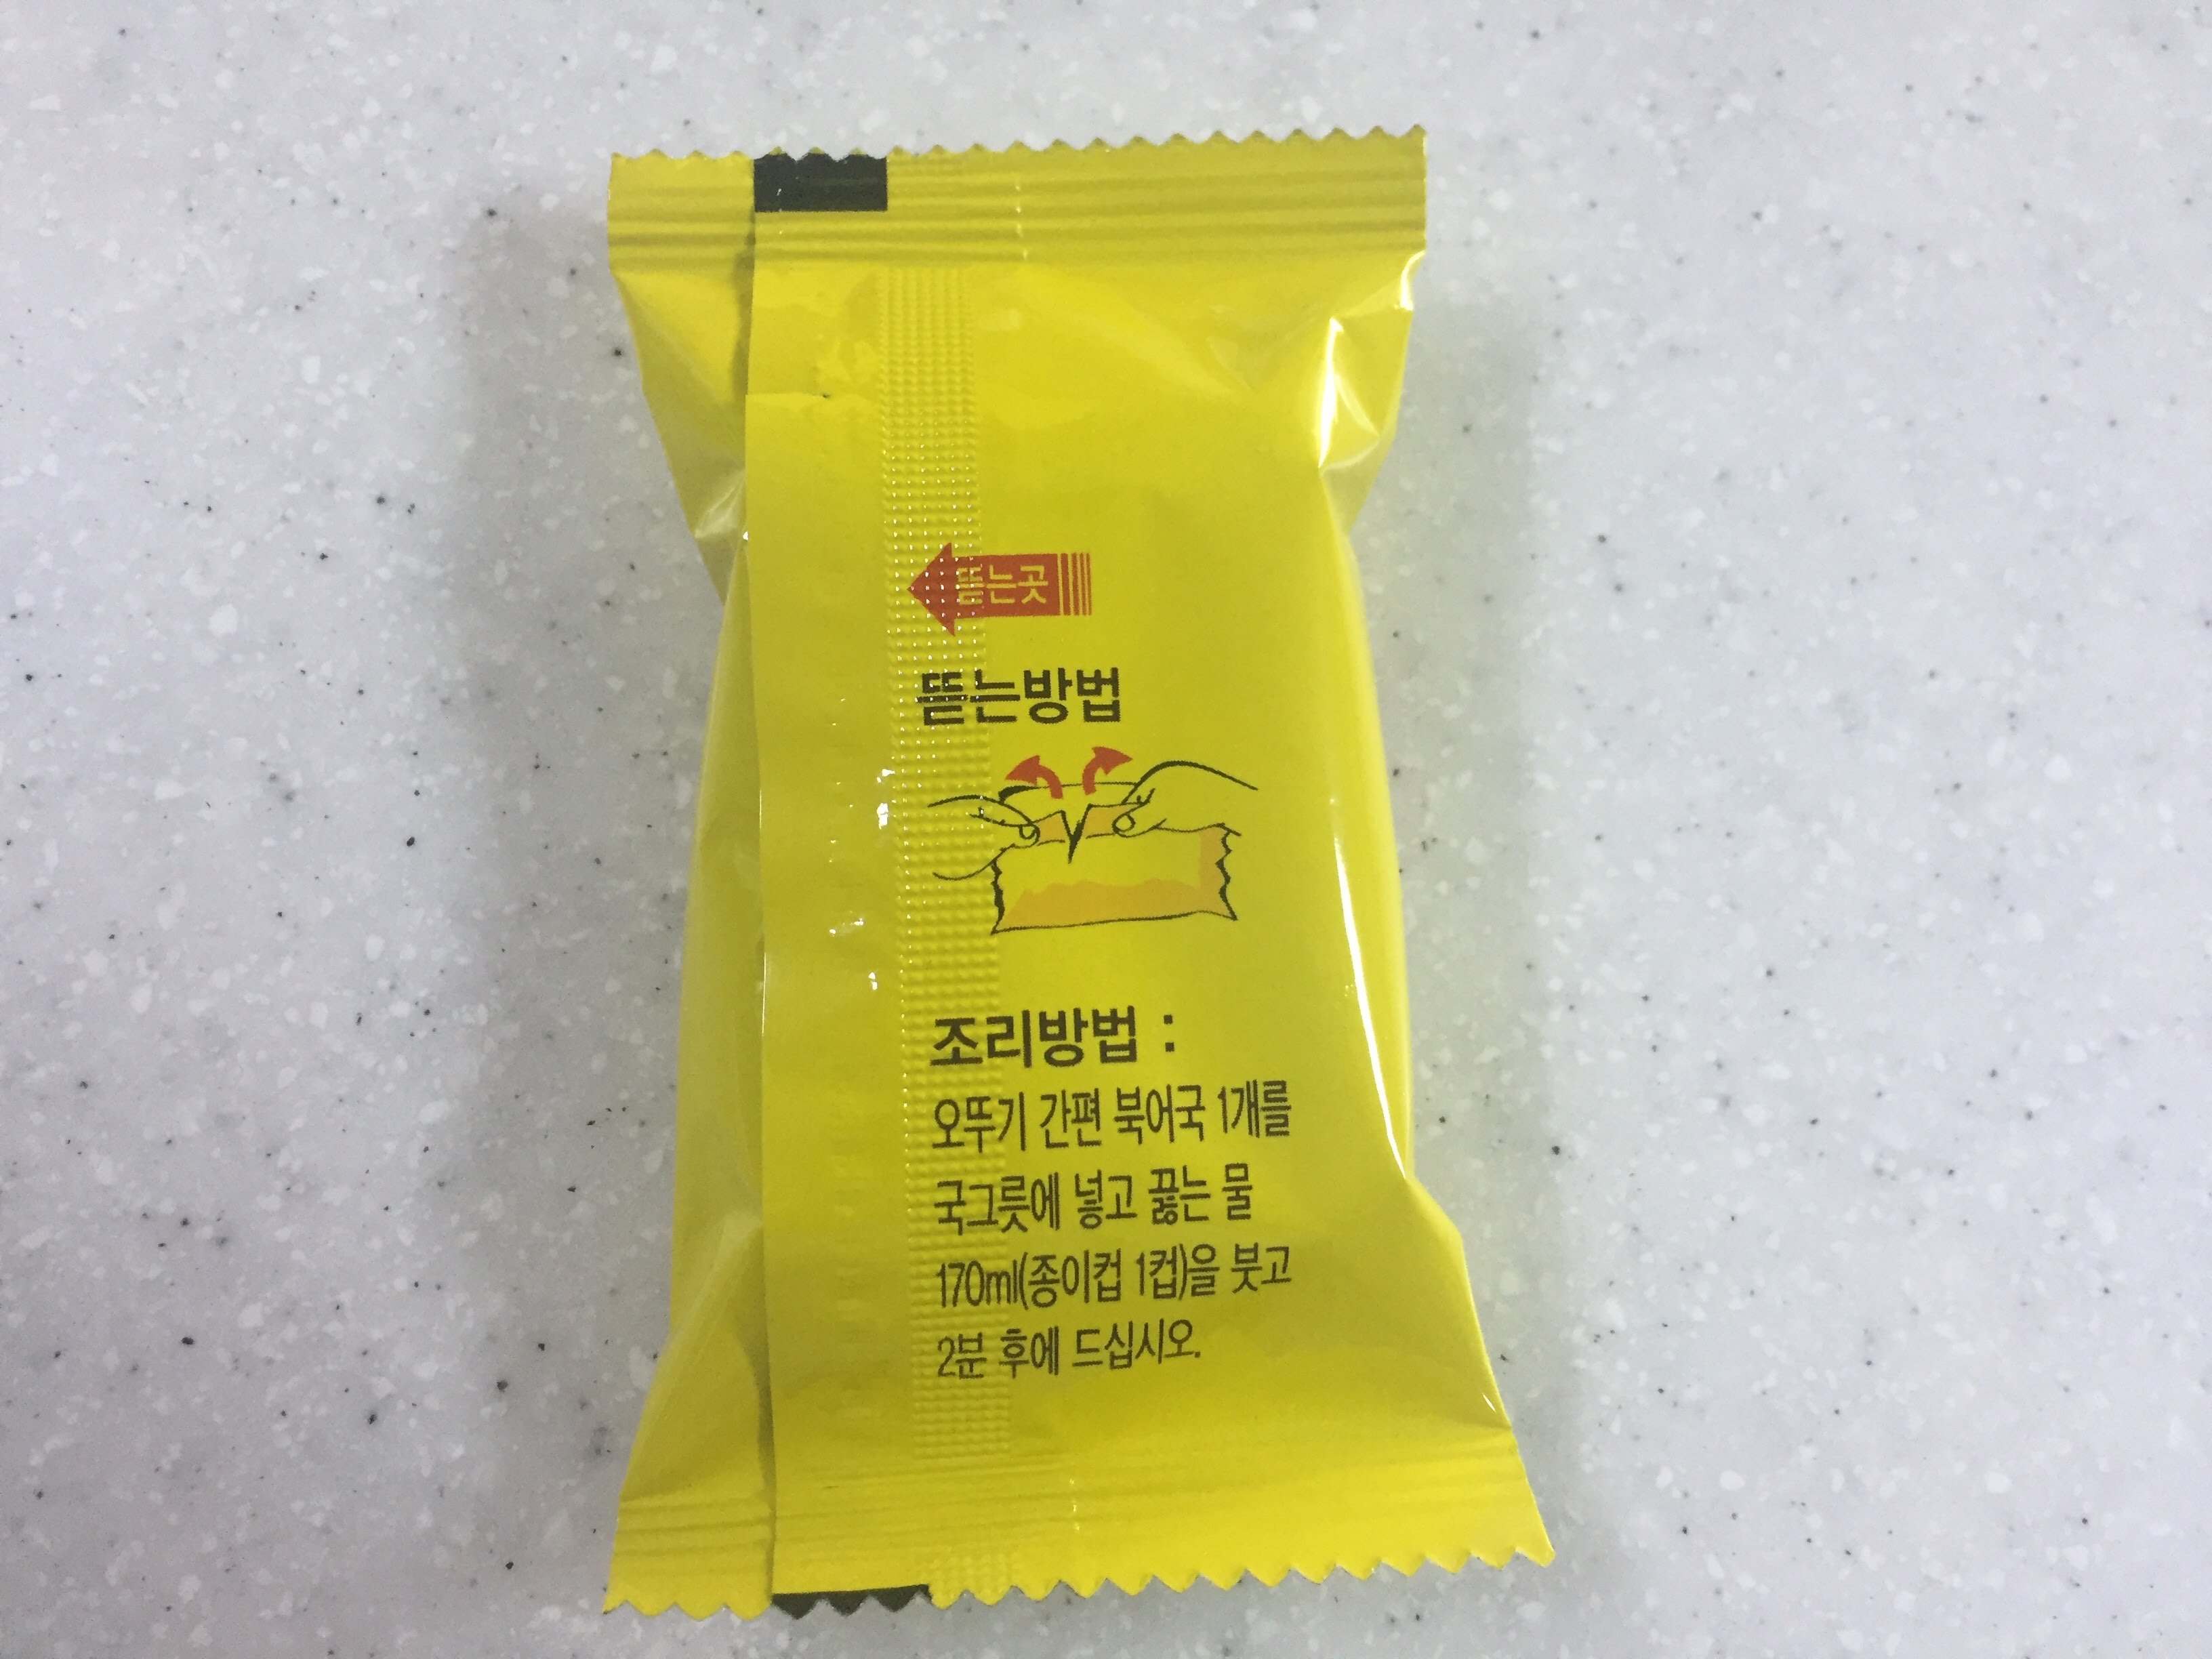 뜯는곳
뜯는방법
조리방법 :
오뚜기 간편 북어국 1개를
국그릇에 넣고 끓는 물
170ml(종이컵 1컵)을 붓고
2분 후에 드십시오.